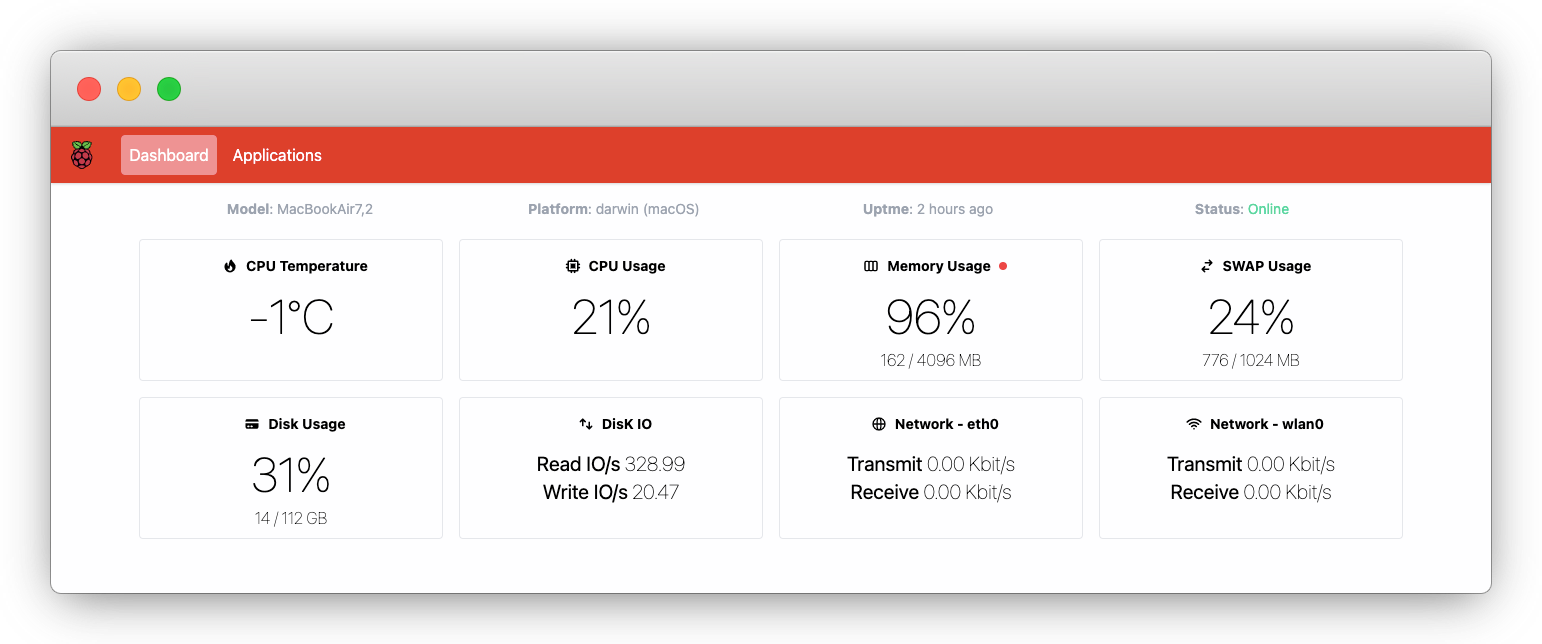 Dashboard Applications
Model: MacBookAir7,2 Platform: darwin (macOS) Uptme: 2 hours ago Status: Online
CPU Temperature
-1°C
CPU Usage
21%
Memory Usage
96%
162 / 4096 MB
SWAP Usage
24%
776 / 1024 MB
Disk Usage
31%
14 / 112 GB
DisK IO
Read IO/s 328.99
Write IO/s 20.47
Network - eth0
Transmit 0.00 Kbit/s
Receive 0.00 Kbit/s
Network - wlan0
Transmit 0.00 Kbit/s
Receive 0.00 Kbit/s